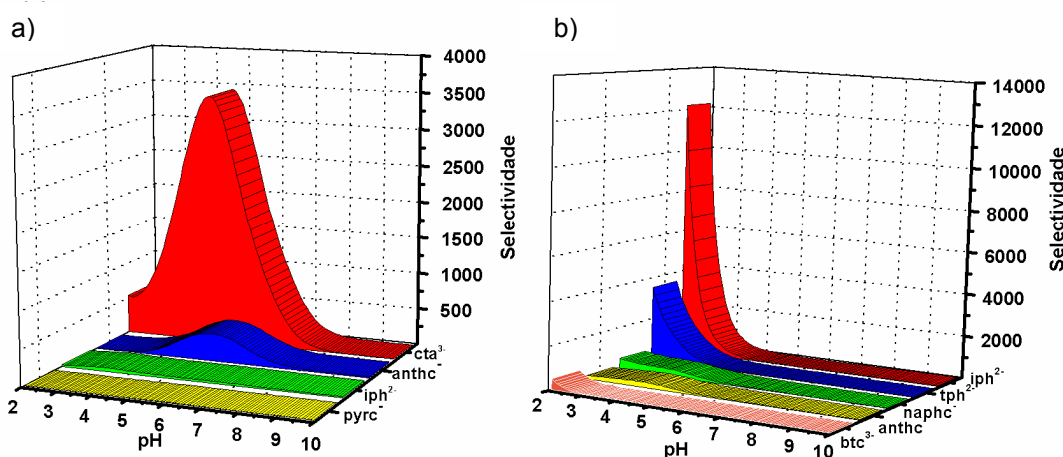 a)
4000
3500
3000
2500
2000
1500
1000
500
Selectividade
cta³⁻
anthc⁻
iph²⁻
pyrc⁻
2 3 4 5 6 7 8 9 10
pH
b)
14000
12000
10000
8000
6000
4000
2000
Selectividade
iph²⁻
tph²⁻
naphc⁻
anthc
btc³⁻
2 3 4 5 6 7 8 9 10
pH